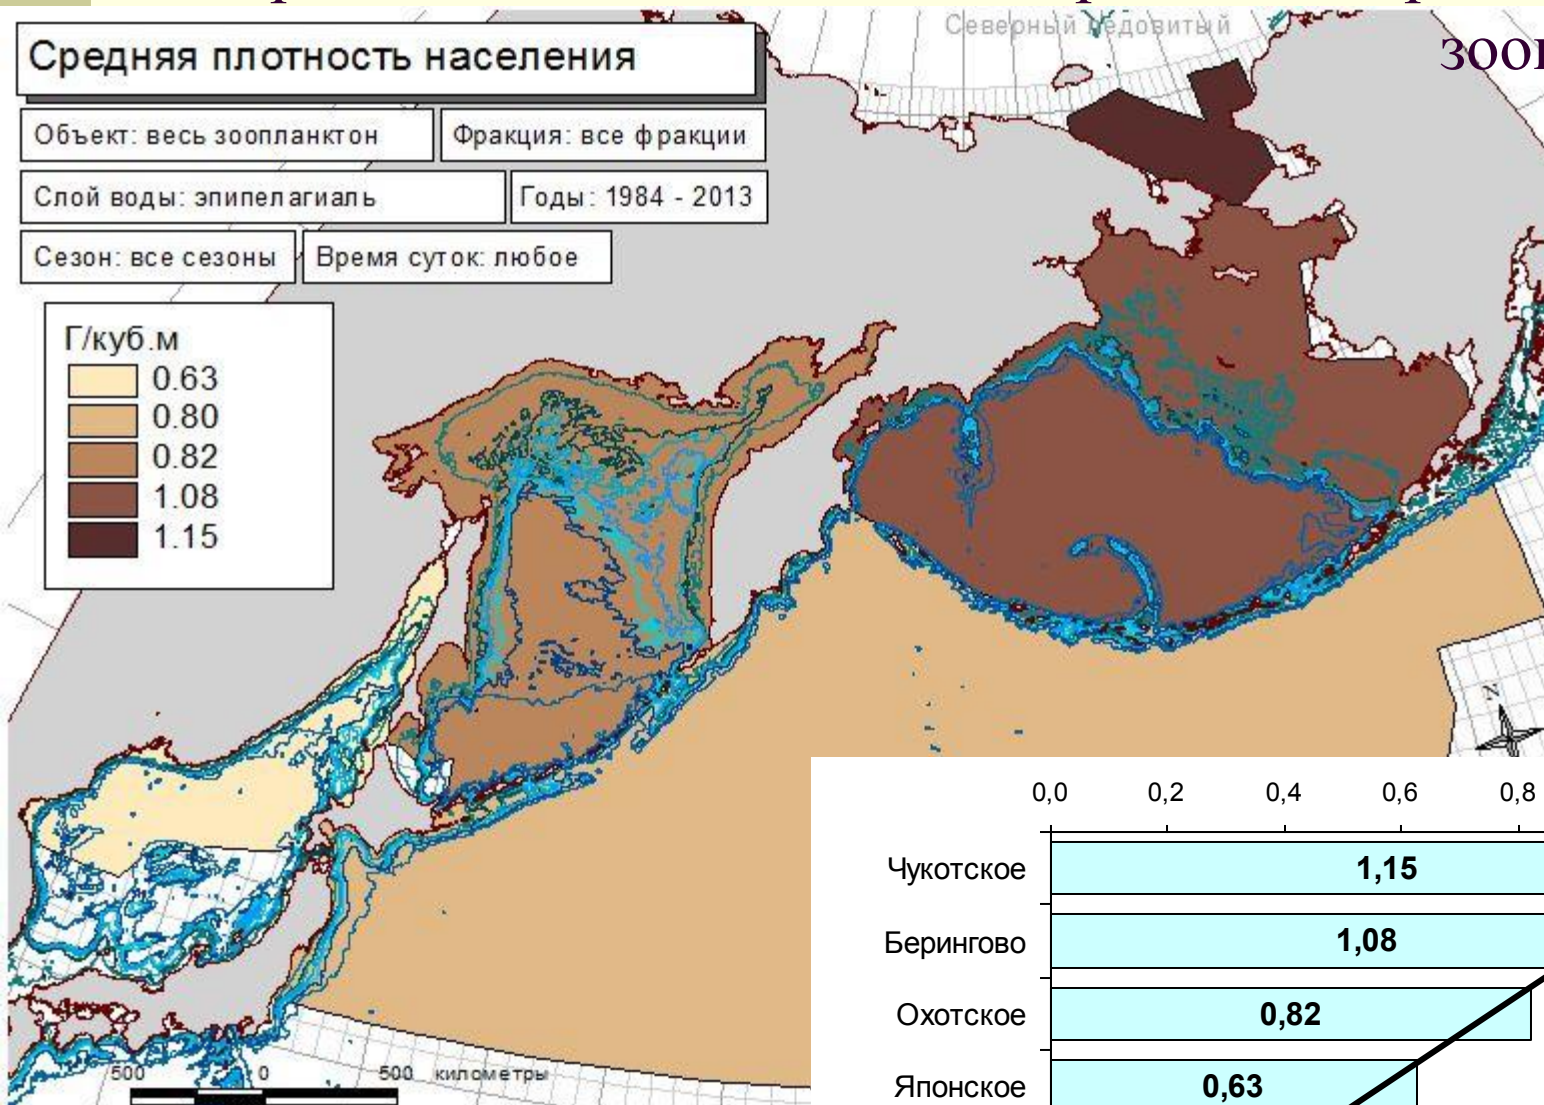 Северный Ледовитый
Средняя плотность населения
Объект: весь зоопланктон
Фракция: все фракции
Слой воды: эпипелагиаль
Годы: 1984 - 2013
Сезон: все сезоны
Время суток: любое
Г/куб.м
0.63
0.80
0.82
1.08
1.15
N
0,0 0,2 0,4 0,6 0,8
Чукотское 1,15
Берингово 1,08
Охотское 0,82
Японское 0,63
500 0 500 километры